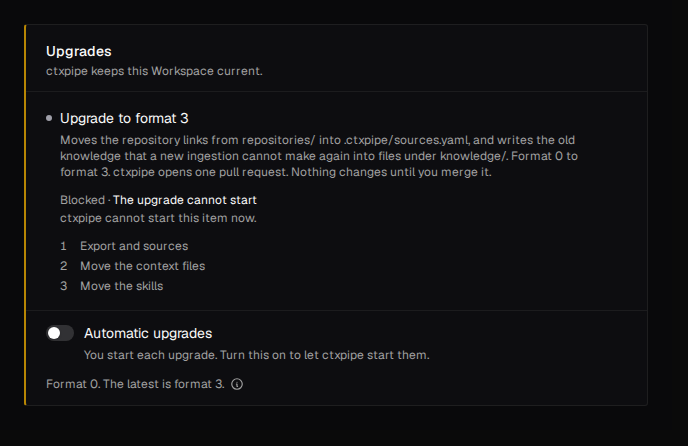 Upgrades
ctxpipe keeps this Workspace current.
Upgrade to format 3
Moves the repository links from repositories/ into .ctxpipe/sources.yaml, and writes the old
knowledge that a new ingestion cannot make again into files under knowledge/. Format 0 to
format 3. ctxpipe opens one pull request. Nothing changes until you merge it.
Blocked · The upgrade cannot start
ctxpipe cannot start this item now.
1 Export and sources
2 Move the context files
3 Move the skills
Automatic upgrades
You start each upgrade. Turn this on to let ctxpipe start them.
Format 0. The latest is format 3.